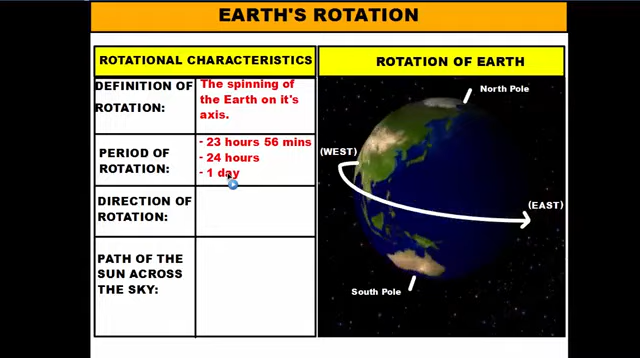 EARTH'S ROTATION
ROTATIONAL CHARACTERISTICS
DEFINITION OF
ROTATION:
The spinning of
the Earth on it's
axis.
PERIOD OF
ROTATION:
- 23 hours 56 mins
- 24 hours
- 1 day
DIRECTION OF
ROTATION:
PATH OF THE
SUN ACROSS
THE SKY:
ROTATION OF EARTH
North Pole
(WEST)
(EAST)
South Pole